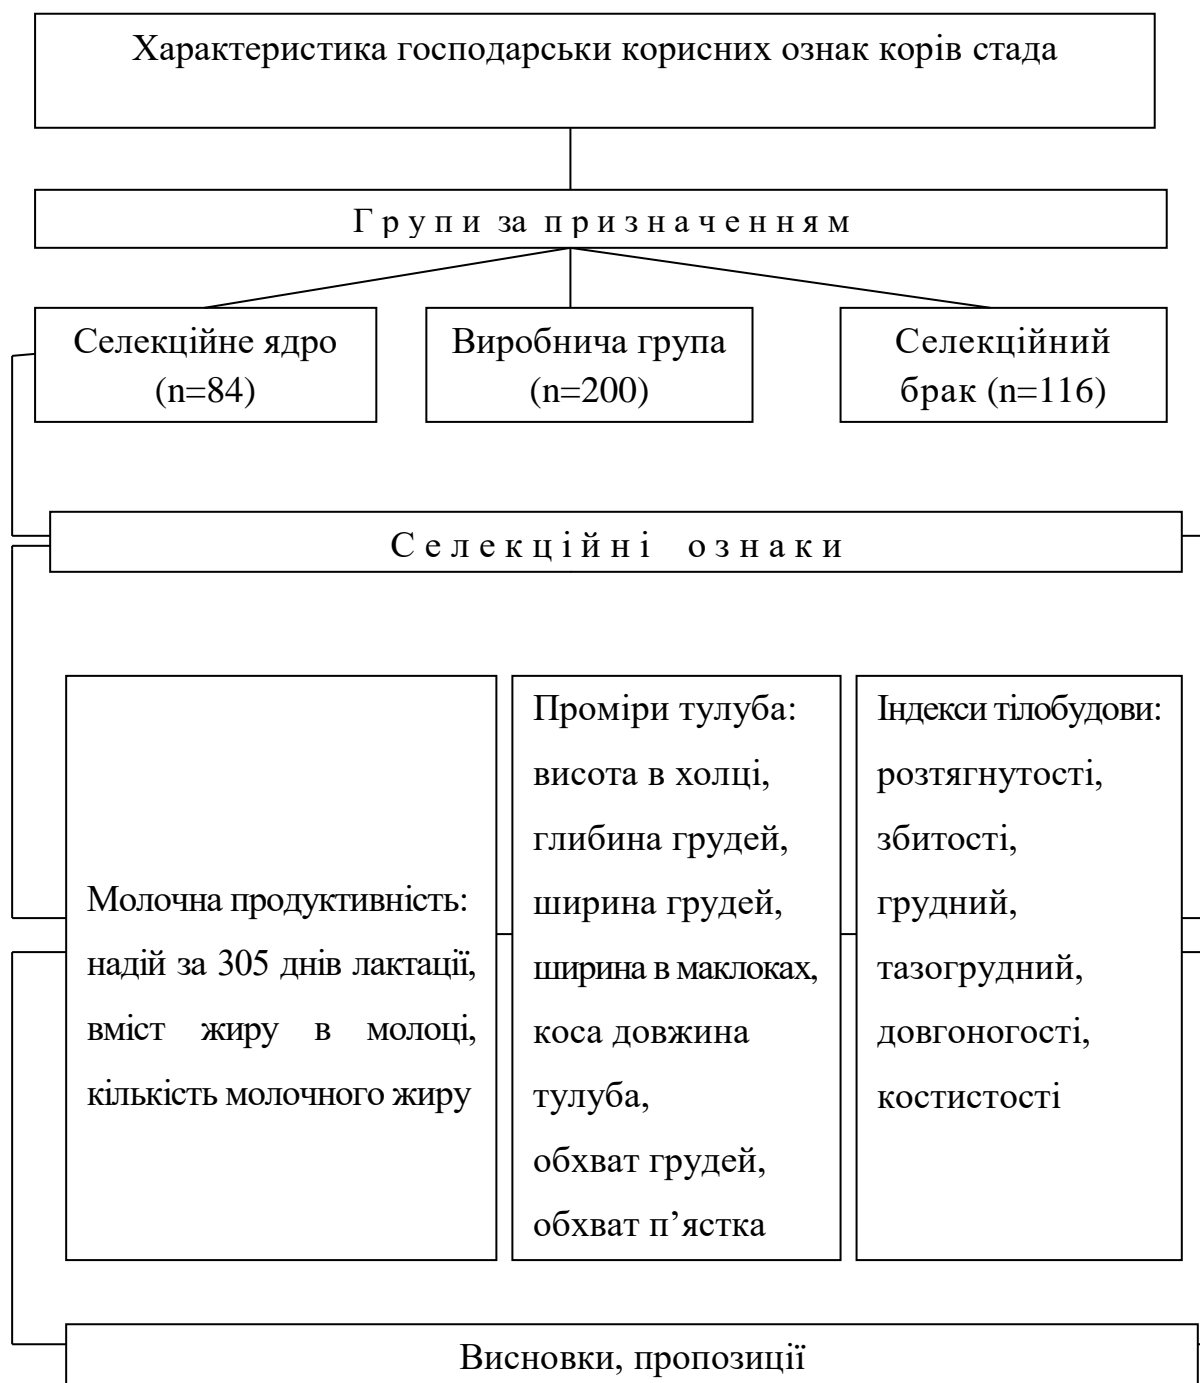 Характеристика господарськи корисних ознак корів стада
Г р у п и за п р и з н а ч е н н я м
Селекційне ядро
(n=84)
Виробнича група
(n=200)
Селекційний
брак (n=116)
С е л е к ц і й н і о з н а к и
Молочна продуктивність:
надій за 305 днів лактації,
вміст жиру в молоці,
кількість молочного жиру
Проміри тулуба:
висота в холці,
глибина грудей,
ширина грудей,
ширина в маклоках,
коса довжина
тулуба,
обхват грудей,
обхват п’ястка
Індекси тілобудови:
розтягнутості,
збитості,
грудний,
тазогрудний,
довгоногості,
костистості
Висновки, пропозиції